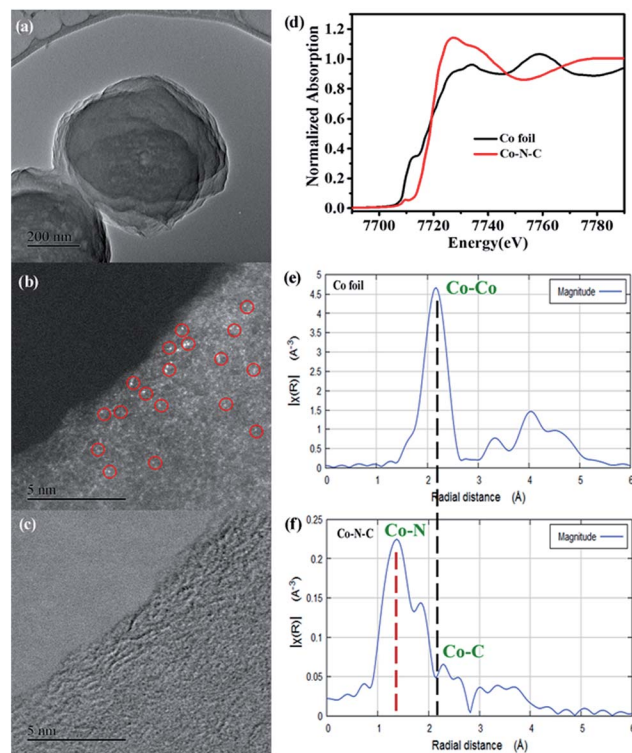 (a)
200 nm
(b)
5 nm
(c)
5 nm
(d)
Normalized Absorption
1.2
1.0
0.8
0.6
0.4
0.2
0.0
Co foil
Co-N-C
7700 7720 7740 7760 7780
Energy(eV)
(e)
Co foil
Co-Co
Magnitude
|χ(R)| (A⁻³)
5
4.5
4
3.5
3
2.5
2
1.5
1
0.5
0
0 1 2 3 4 5 6
Radial distance (Å)
(f)
Co-N-C
Co-N
Co-C
Magnitude
|χ(R)| (A⁻³)
0.25
0.2
0.15
0.1
0.05
0
0 1 2 3 4 5 6
Radial distance (Å)